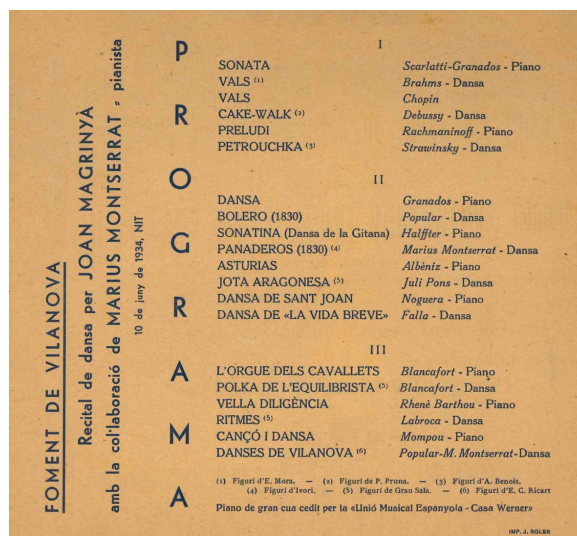 FOMENT DE VILANOVA
Recital de dansa per JOAN MAGRINYÀ
amb la col·laboració de MARIUS MONTSERRAT - pianista
10 de juny de 1934, NIT
PROGRAMA
I
SONATA Scarlatti-Granados - Piano
VALS (1) Brahms - Dansa
VALS Chopin
CAKE-WALK (2) Debussy - Dansa
PRELUDI Rachmaninoff - Piano
PETROUCHKA (3) Strawinsky - Dansa
II
DANSA Granados - Piano
BOLERO (1830) Popular - Dansa
SONATINA (Dansa de la Gitana) Halffter - Piano
PANADEROS (1830) (4) Marius Montserrat - Dansa
ASTURIAS Albèniz - Piano
JOTA ARAGONESA (5) Juli Pons - Dansa
DANSA DE SANT JOAN Noguera - Piano
DANSA DE «LA VIDA BREVE» Falla - Dansa
III
L'ORGUE DELS CAVALLETS Blancafort - Piano
POLKA DE L'EQUILIBRISTA (5) Blancafort - Dansa
VELLA DILIGÈNCIA Rhenè Barthou - Piano
RITMES (5) Labroca - Dansa
CANÇÓ I DANSA Mompou - Piano
DANSES DE VILANOVA (6) Popular-M. Montserrat-Dansa
(1) Figurí d'E. Mora. — (2) Figurí de P. Pruna. — (3) Figurí d'A. Benois.
(4) Figurí d'Ivori. — (5) Figurí de Grau Sala. — (6) Figurí d'E. C. Ricart
Piano de gran cua cedit per la «Unió Musical Espanyola - Casa Werner»
IMP. J. SOLER